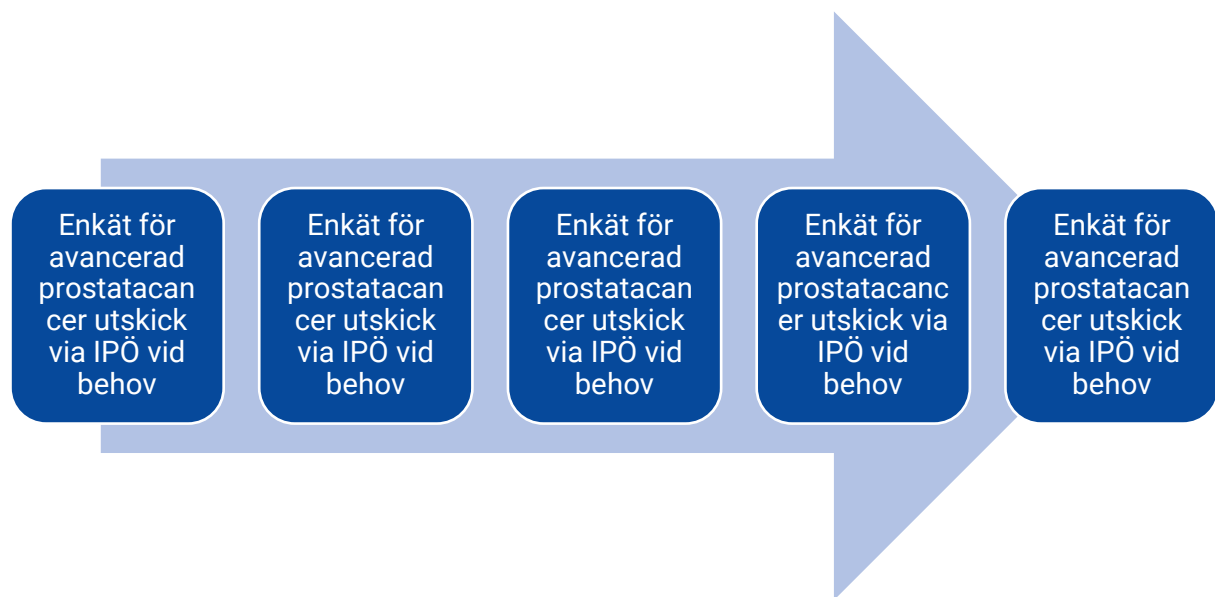 Enkät för
avancerad
prostatacan
cer utskick
via IPÖ vid
behov
Enkät för
avancerad
prostatacan
cer utskick
via IPÖ vid
behov
Enkät för
avancerad
prostatacan
cer utskick
via IPÖ vid
behov
Enkät för
avancerad
prostatacanc
er utskick via
IPÖ vid
behov
Enkät för
avancerad
prostatacan
cer utskick
via IPÖ vid
behov